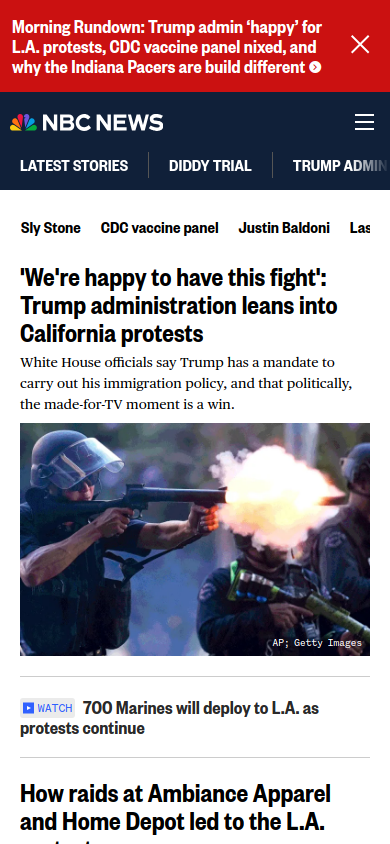 Morning Rundown: Trump admin ‘happy’ for
L.A. protests, CDC vaccine panel nixed, and
why the Indiana Pacers are build different
NBC NEWS
LATEST STORIES
DIDDY TRIAL
TRUMP ADMIN
Sly Stone
CDC vaccine panel
Justin Baldoni
'We're happy to have this fight':
Trump administration leans into
California protests
White House officials say Trump has a mandate to
carry out his immigration policy, and that politically,
the made-for-TV moment is a win.
AP; Getty Images
WATCH 700 Marines will deploy to L.A. as
protests continue
How raids at Ambiance Apparel
and Home Depot led to the L.A.